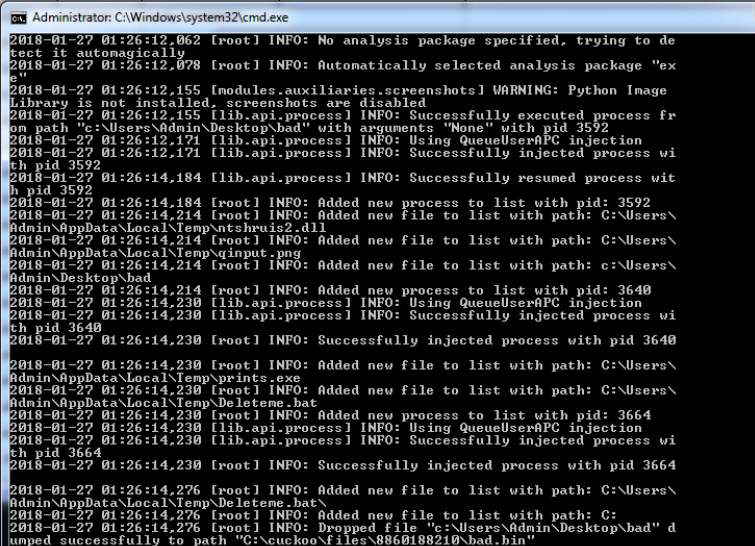 Administrator: C:\Windows\system32\cmd.exe
2018-01-27 01:26:12,062 [root] INFO: No analysis package specified, trying to de
tect it automagically
2018-01-27 01:26:12,078 [root] INFO: Automatically selected analysis package "ex
e"
2018-01-27 01:26:12,155 [modules.auxiliaries.screenshots] WARNING: Python Image
Library is not installed, screenshots are disabled
2018-01-27 01:26:12,155 [lib.api.process] INFO: Successfully executed process fr
om path "c:\Users\Admin\Desktop\bad" with arguments "None" with pid 3592
2018-01-27 01:26:12,171 [lib.api.process] INFO: Using QueueUserAPC injection
2018-01-27 01:26:12,171 [lib.api.process] INFO: Successfully injected process wi
th pid 3592
2018-01-27 01:26:14,184 [lib.api.process] INFO: Successfully resumed process wit
h pid 3592
2018-01-27 01:26:14,184 [root] INFO: Added new process to list with pid: 3592
2018-01-27 01:26:14,214 [root] INFO: Added new file to list with path: C:\Users\
Admin\AppData\Local\Temp\ntshruis2.dll
2018-01-27 01:26:14,214 [root] INFO: Added new file to list with path: C:\Users\
Admin\AppData\Local\Temp\qinput.png
2018-01-27 01:26:14,214 [root] INFO: Added new file to list with path: c:\Users\
Admin\Desktop\bad
2018-01-27 01:26:14,214 [root] INFO: Added new process to list with pid: 3640
2018-01-27 01:26:14,230 [lib.api.process] INFO: Using QueueUserAPC injection
2018-01-27 01:26:14,230 [lib.api.process] INFO: Successfully injected process wi
th pid 3640
2018-01-27 01:26:14,230 [root] INFO: Successfully injected process with pid 3640
2018-01-27 01:26:14,230 [root] INFO: Added new file to list with path: C:\Users\
Admin\AppData\Local\Temp\prints.exe
2018-01-27 01:26:14,230 [root] INFO: Added new file to list with path: C:\Users\
Admin\AppData\Local\Temp\Deleteme.bat
2018-01-27 01:26:14,230 [root] INFO: Added new process to list with pid: 3664
2018-01-27 01:26:14,230 [lib.api.process] INFO: Using QueueUserAPC injection
2018-01-27 01:26:14,230 [lib.api.process] INFO: Successfully injected process wi
th pid 3664
2018-01-27 01:26:14,230 [root] INFO: Successfully injected process with pid 3664
2018-01-27 01:26:14,276 [root] INFO: Added new file to list with path: C:\Users\
Admin\AppData\Local\Temp\Deleteme.bat\
2018-01-27 01:26:14,276 [root] INFO: Added new file to list with path: C:
2018-01-27 01:26:14,276 [root] INFO: Dropped file "c:\Users\Admin\Desktop\bad" d
umped successfully to path "C:\cuckoo\files\8860188210\bad.bin"